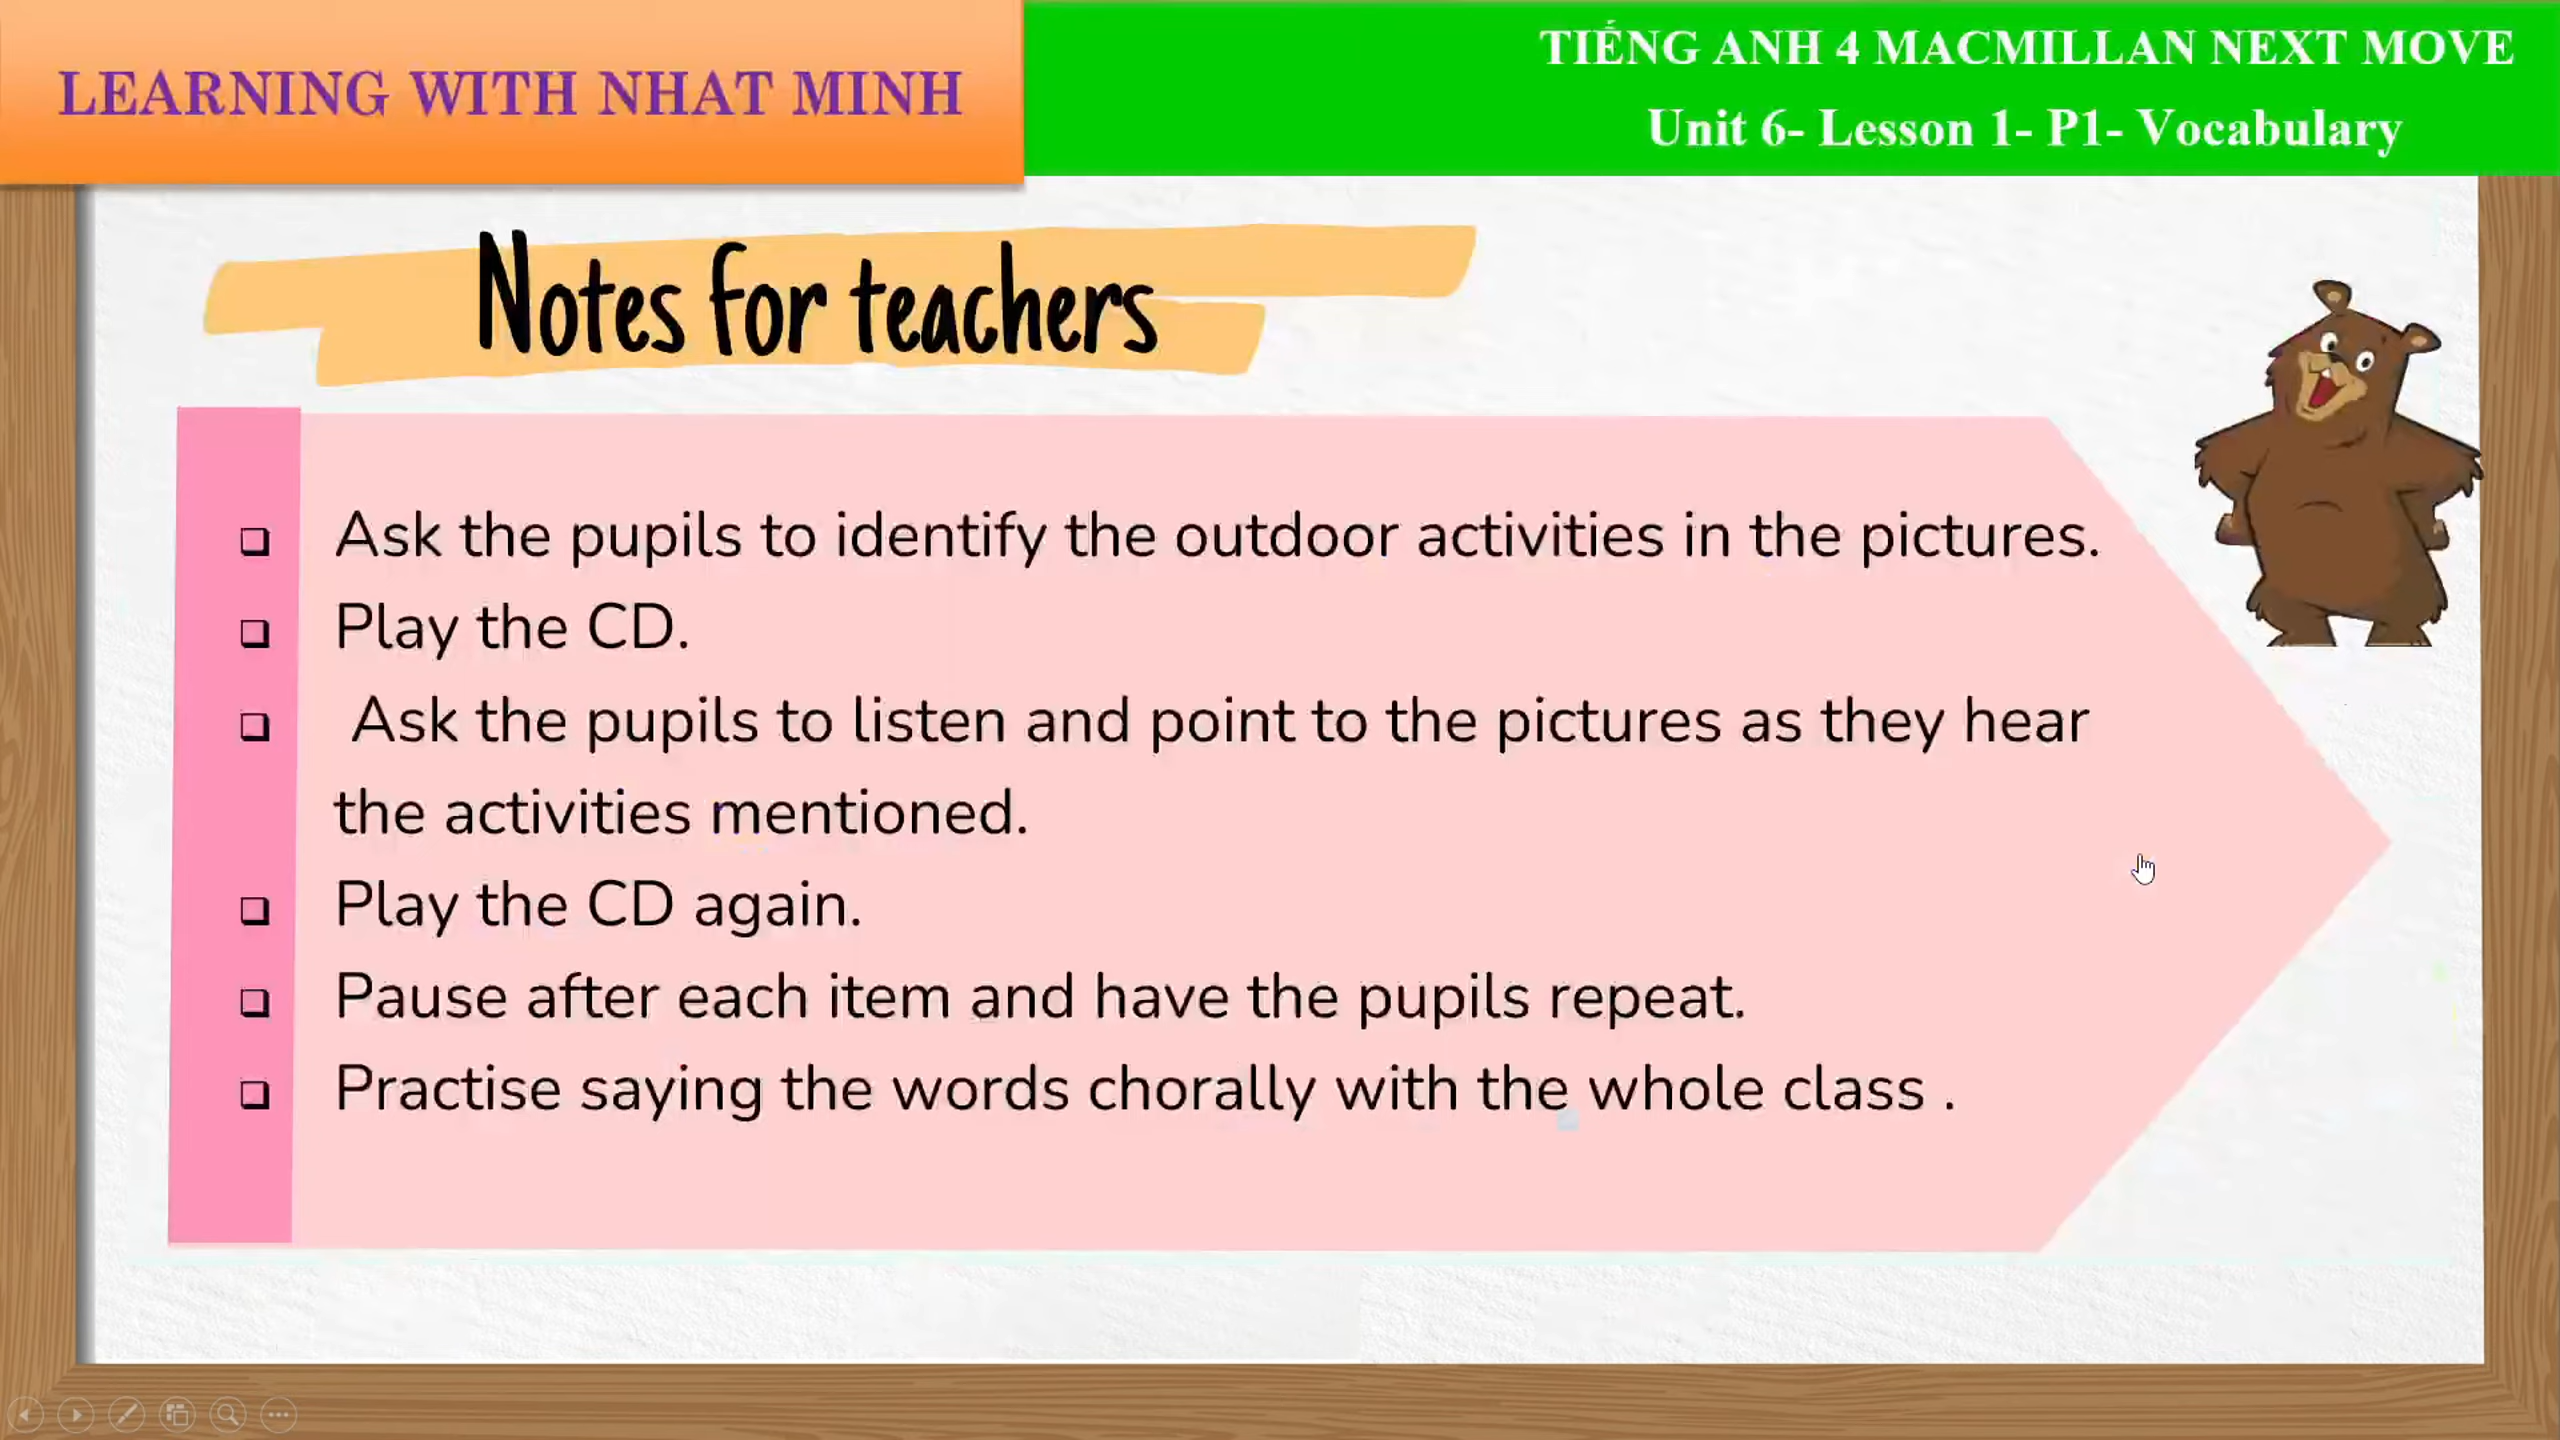 LEARNING WITH NHAT MINH
TIẾNG ANH 4 MACMILLAN NEXT MOVE
Unit 6- Lesson 1- P1- Vocabulary
Notes for teachers
❑ Ask the pupils to identify the outdoor activities in the pictures.
❑ Play the CD.
❑ Ask the pupils to listen and point to the pictures as they hear
the activities mentioned.
❑ Play the CD again.
❑ Pause after each item and have the pupils repeat.
❑ Practise saying the words chorally with the whole class .